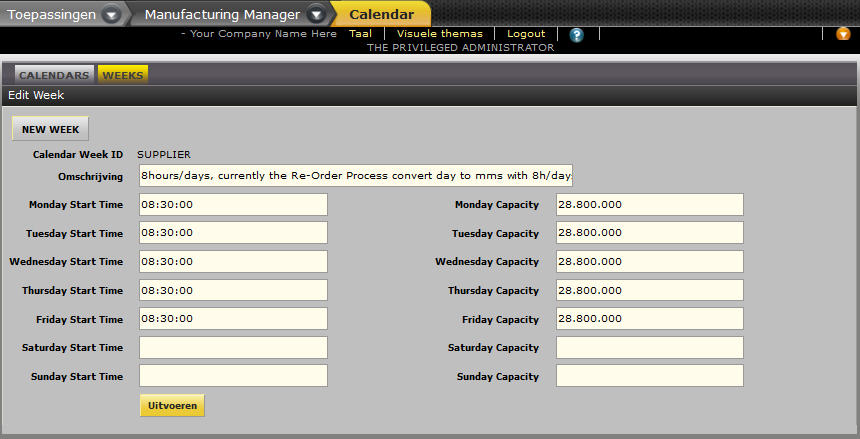 Toepassingen Manufacturing Manager Calendar
- Your Company Name Here Taal Visuele themas Logout ?
THE PRIVILEGED ADMINISTRATOR
CALENDARS WEEKS
Edit Week
NEW WEEK
Calendar Week ID SUPPLIER
Omschrijving 8hours/days, currently the Re-Order Process convert day to mms with 8h/day
Monday Start Time 08:30:00 Monday Capacity 28.800.000
Tuesday Start Time 08:30:00 Tuesday Capacity 28.800.000
Wednesday Start Time 08:30:00 Wednesday Capacity 28.800.000
Thursday Start Time 08:30:00 Thursday Capacity 28.800.000
Friday Start Time 08:30:00 Friday Capacity 28.800.000
Saturday Start Time Saturday Capacity
Sunday Start Time Sunday Capacity
Uitvoeren